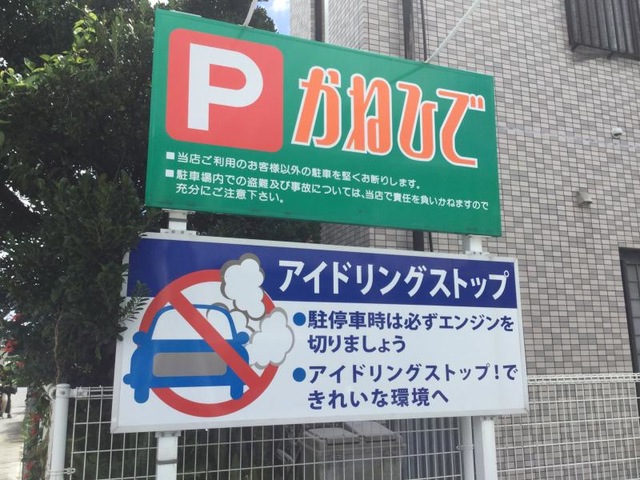 P かねひで
■当店ご利用のお客様以外の駐車を堅くお断りします。
■駐車場内での盗難及び事故については、当店で責任を負いかねますので
充分にご注意下さい。
アイドリングストップ
●駐停車時は必ずエンジンを
切りましょう
●アイドリングストップ!で
きれいな環境へ